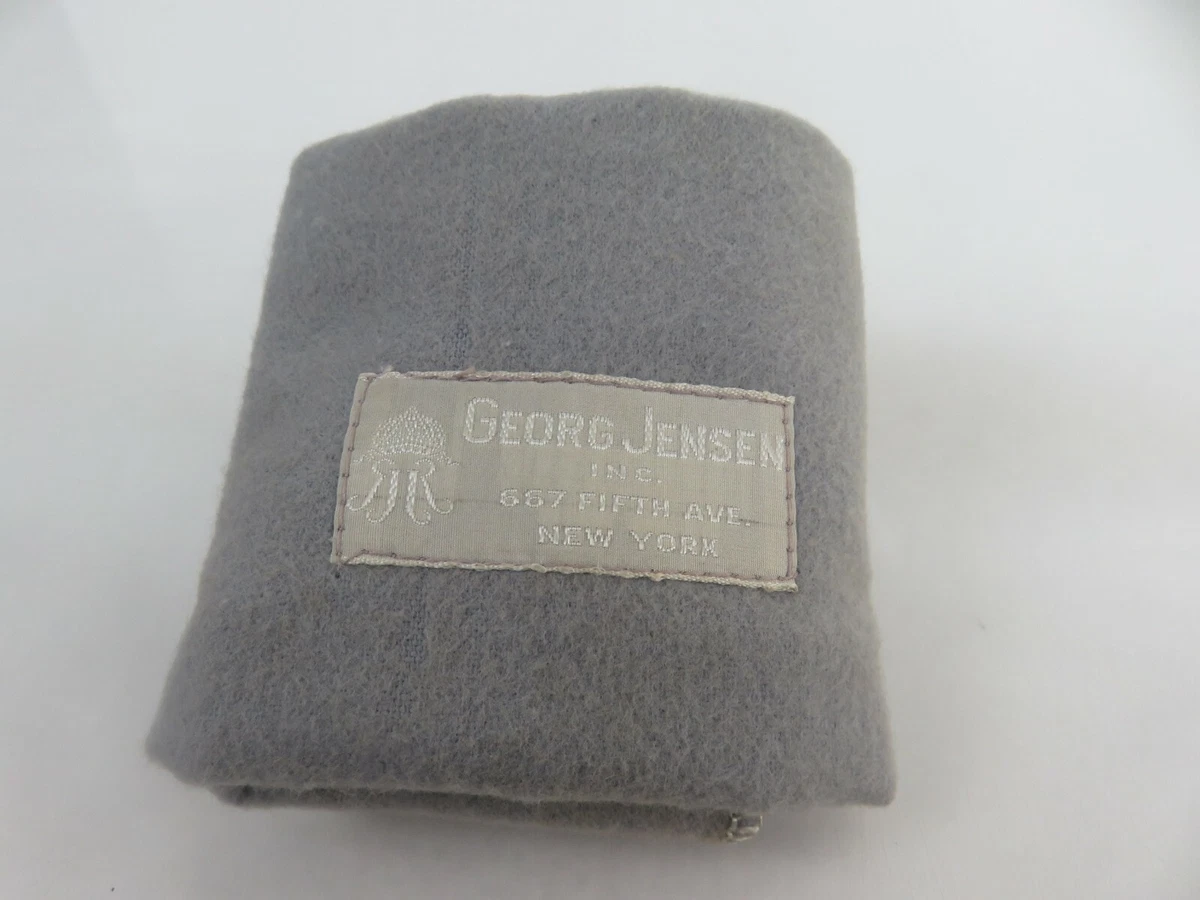 GEORG JENSEN
INC.
667 FIFTH AVE.
NEW YORK